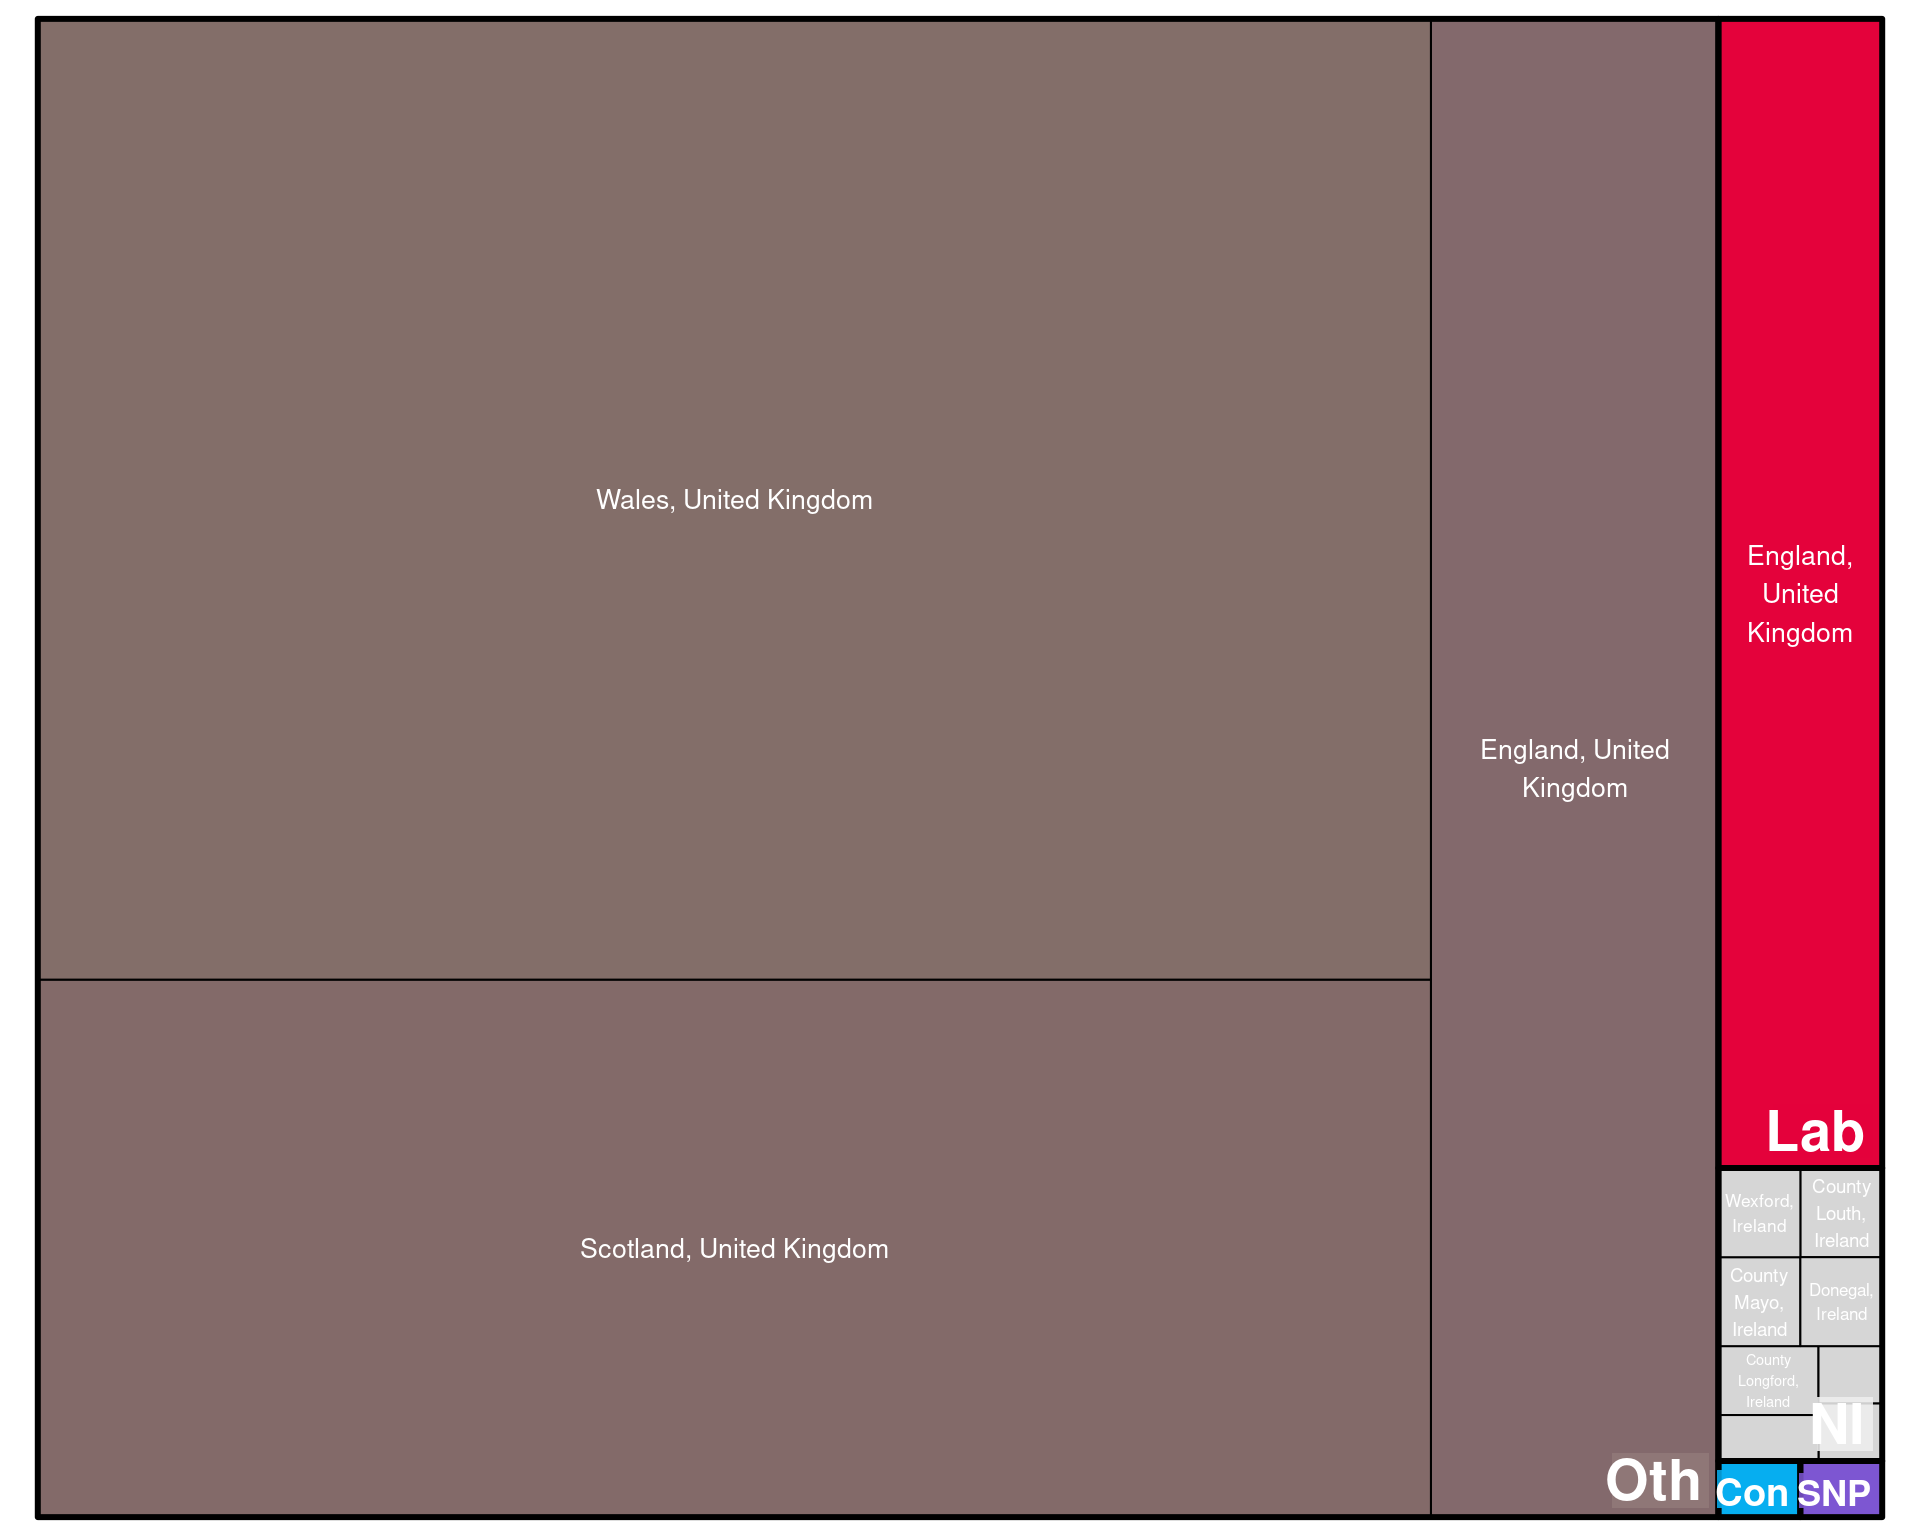 Wales, United Kingdom
Scotland, United Kingdom
England, United
Kingdom
Oth
England,
United
Kingdom
Lab
Wexford,
Ireland
County
Louth,
Ireland
County
Mayo,
Ireland
Donegal,
Ireland
County
Longford,
Ireland
NI
Con
SNP